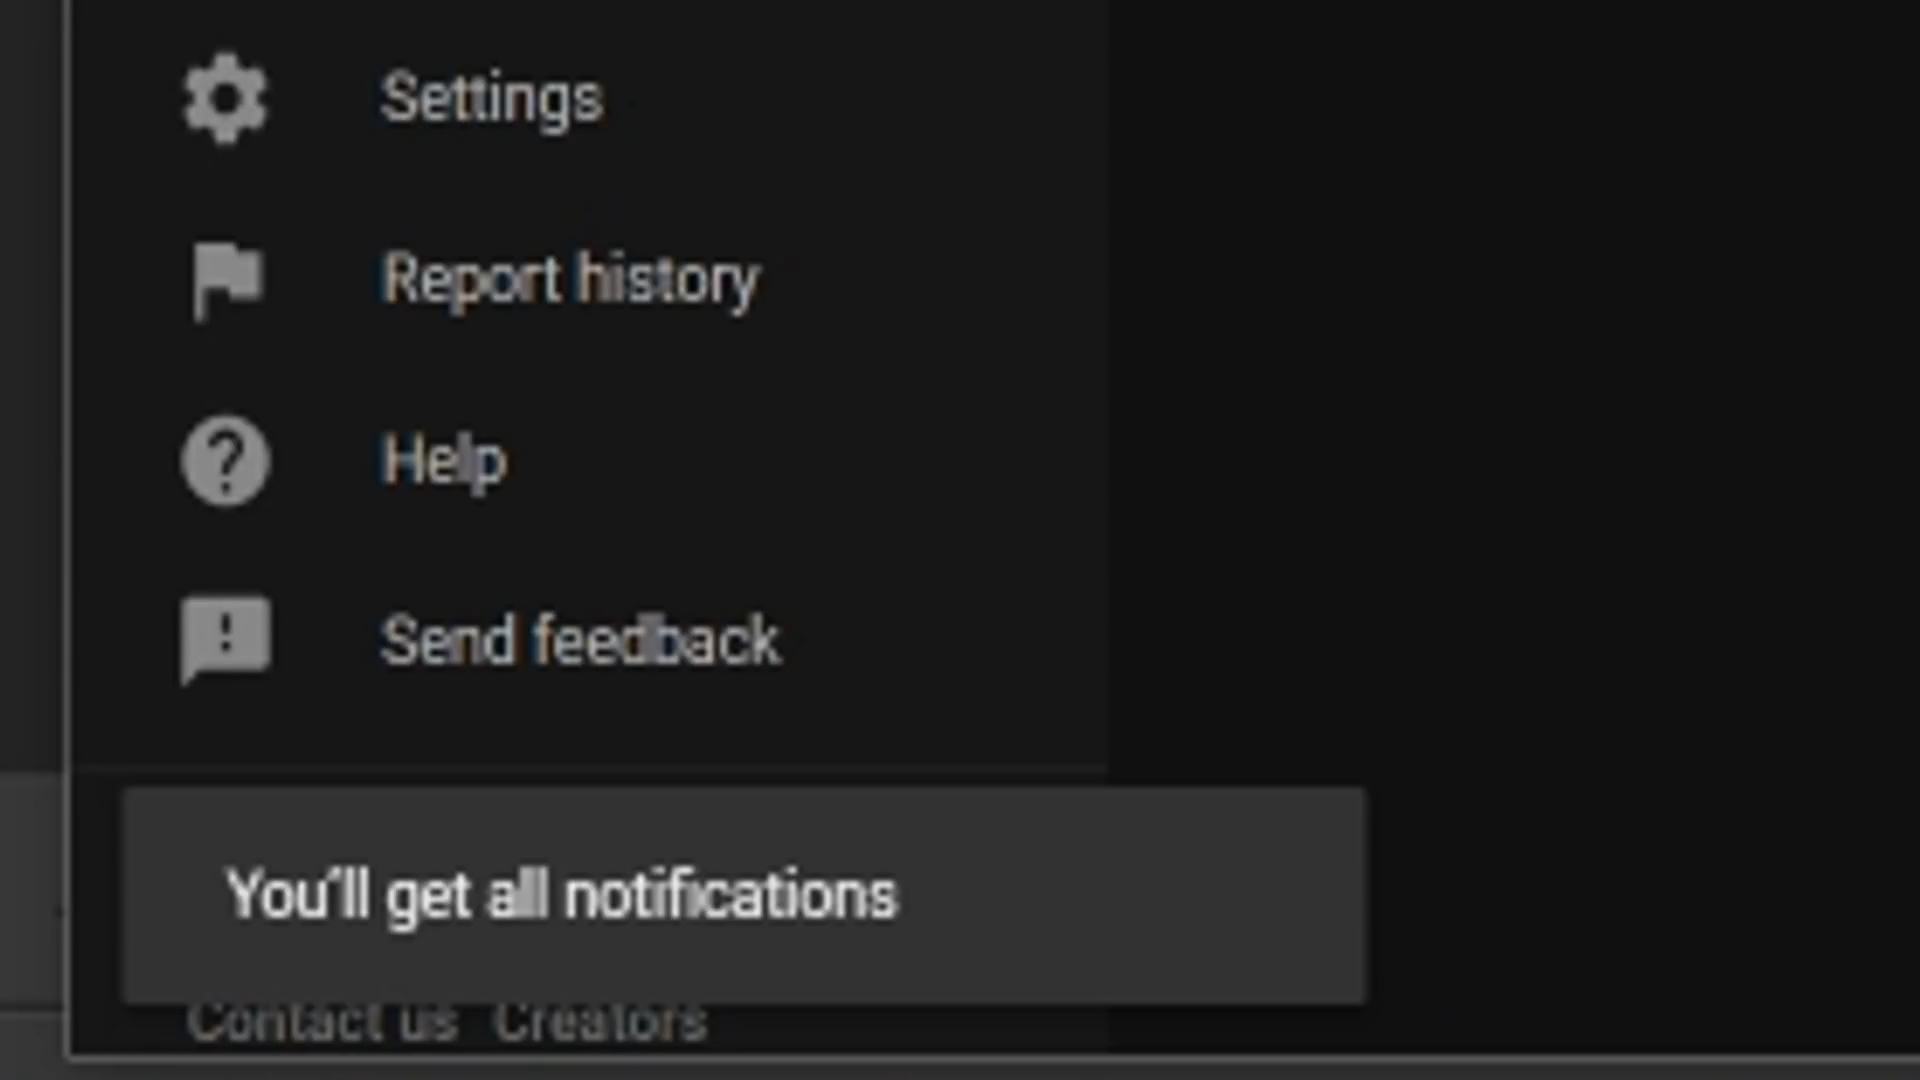 Settings
Report history
Help
Send feedback
You'll get all notifications
Contact us Creators